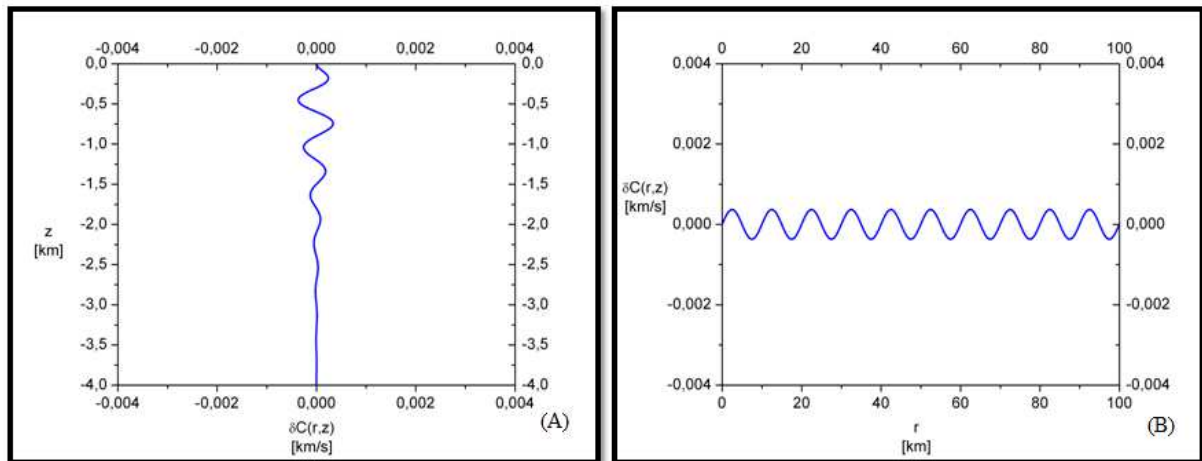 -0,004 -0,002 0,000 0,002 0,004
0,0 0,0
-0,5 -0,5
-1,0 -1,0
-1,5 -1,5
z -2,0 -2,0
[km]
-2,5 -2,5
-3,0 -3,0
-3,5 -3,5
-4,0 -4,0
-0,004 -0,002 0,000 0,002 0,004
δC(r,z)
[km/s]
(A)
0 20 40 60 80 100
0,004 0,004
0,002 0,002
δC(r,z)
[km/s]
0,000 0,000
-0,002 -0,002
-0,004 -0,004
0 20 40 60 80 100
r
[km]
(B)